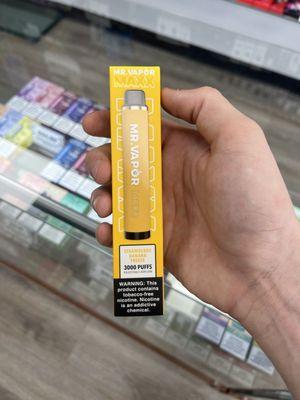 MR.VAPOR
MAXX
MR.VAPOR
STRAWBERRY
BANANA
FREEZE
3000 PUFFS
WARNING: This product
contains tobacco-free
nicotine. Nicotine is
an addictive chemical.